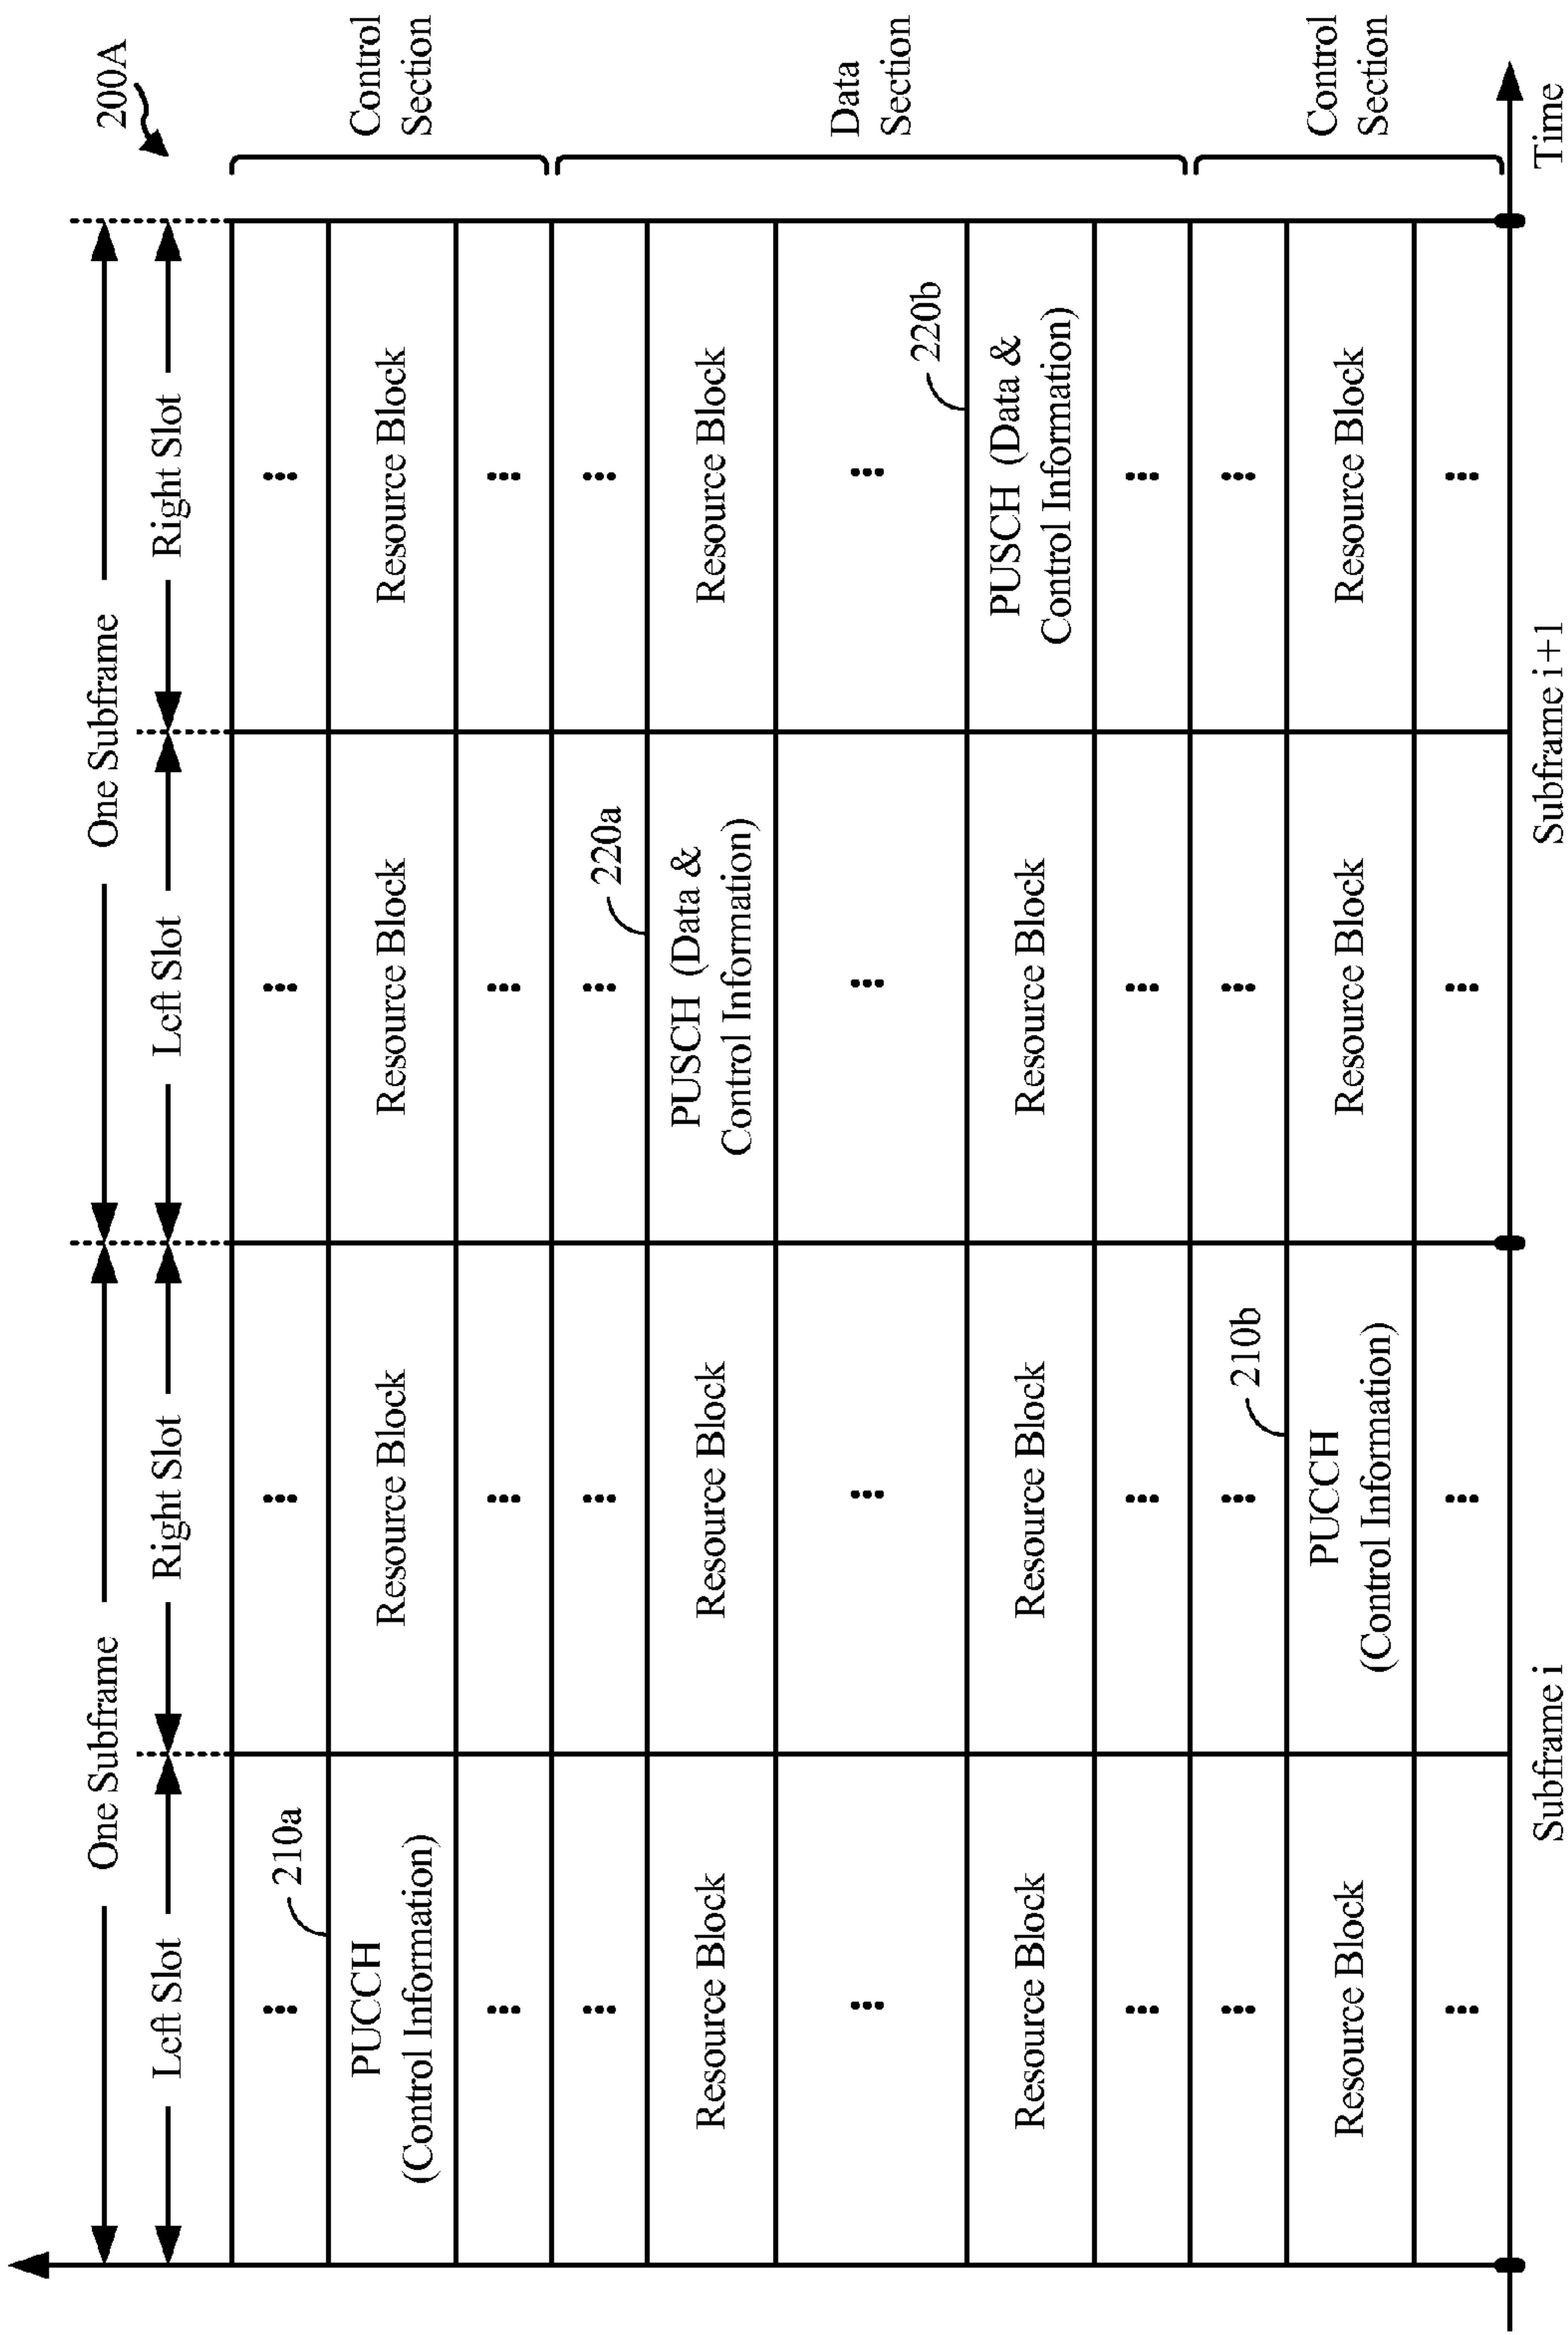 200A
One Subframe
One Subframe
Left Slot
Right Slot
Left Slot
Right Slot
210a
PUCCH
(Control Information)
Resource Block
Resource Block
Resource Block
Control
Section
220a
Resource Block
Resource Block
PUSCH (Data &
Control Information)
Resource Block
Data
Section
220b
Resource Block
Resource Block
Resource Block
PUSCH (Data &
Control Information)
210b
Resource Block
PUCCH
(Control Information)
Resource Block
Resource Block
Control
Section
Subframe i
Subframe i+1
Time